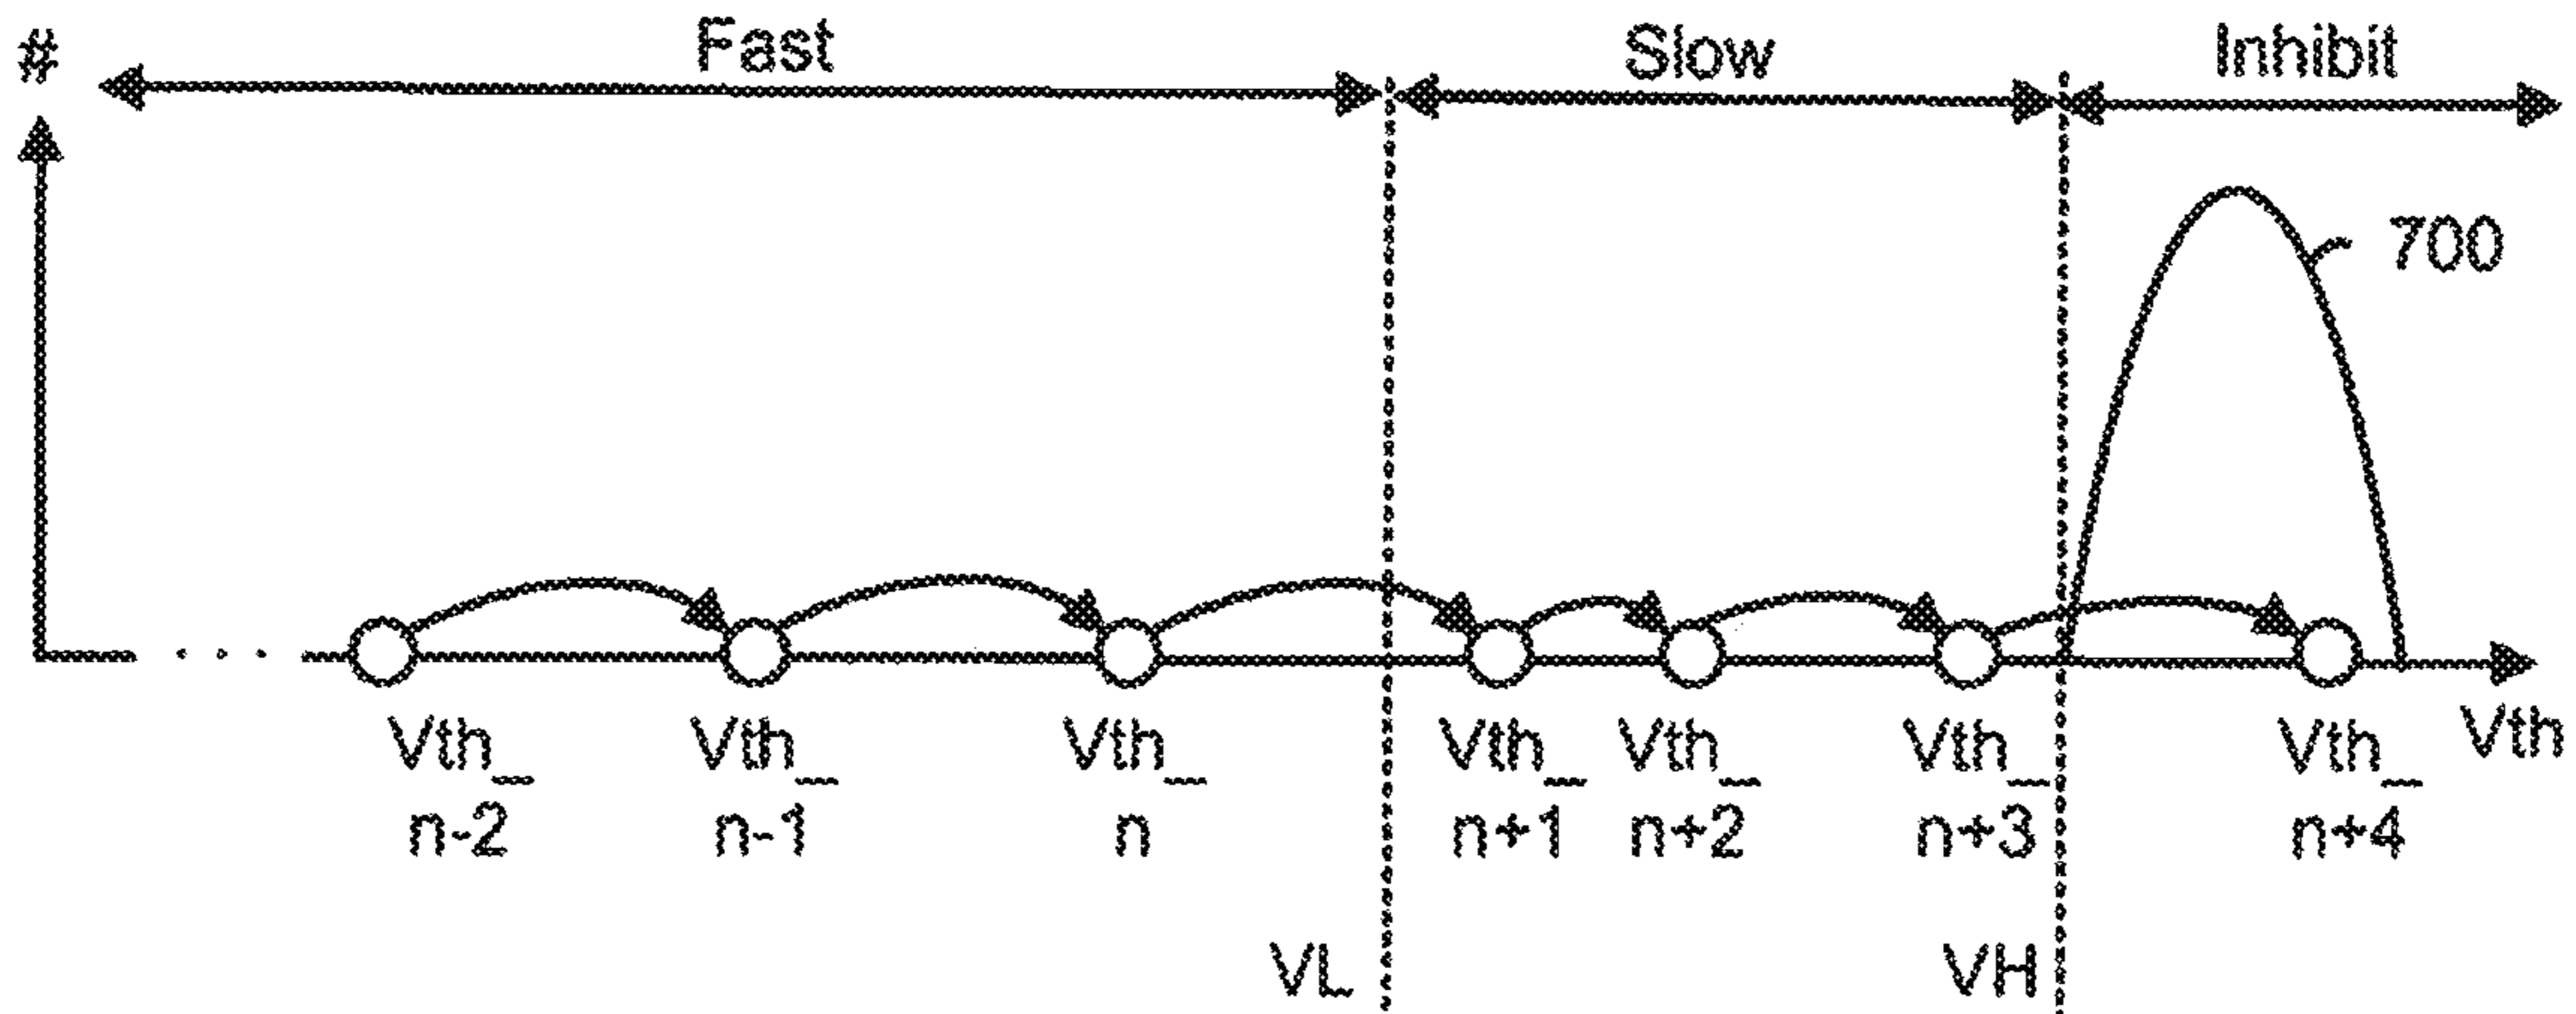 # Fast Slow Inhibit
700
Vth_ Vth_ Vth_ Vth_ Vth_ Vth_ Vth_ Vth
n-2 n-1 n n+1 n+2 n+3 n+4
VL VH